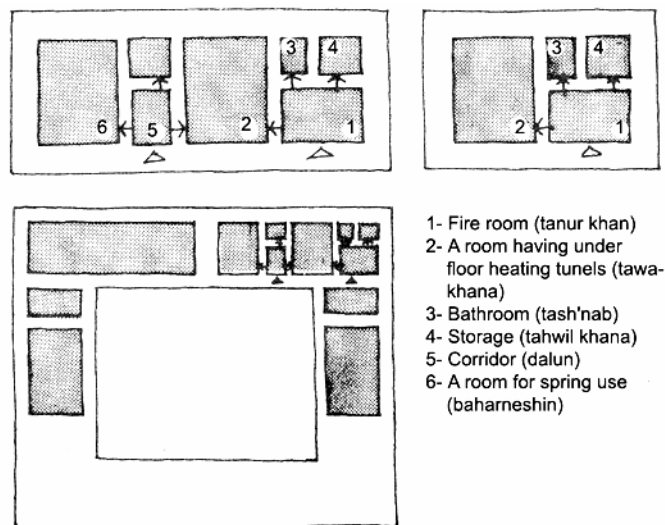 3
4
6
5
2
1
3
4
2
1
1- Fire room (tanur khan)
2- A room having under
floor heating tunels (tawa-
khana)
3- Bathroom (tash'nab)
4- Storage (tahwil khana)
5- Corridor (dalun)
6- A room for spring use
(baharneshin)